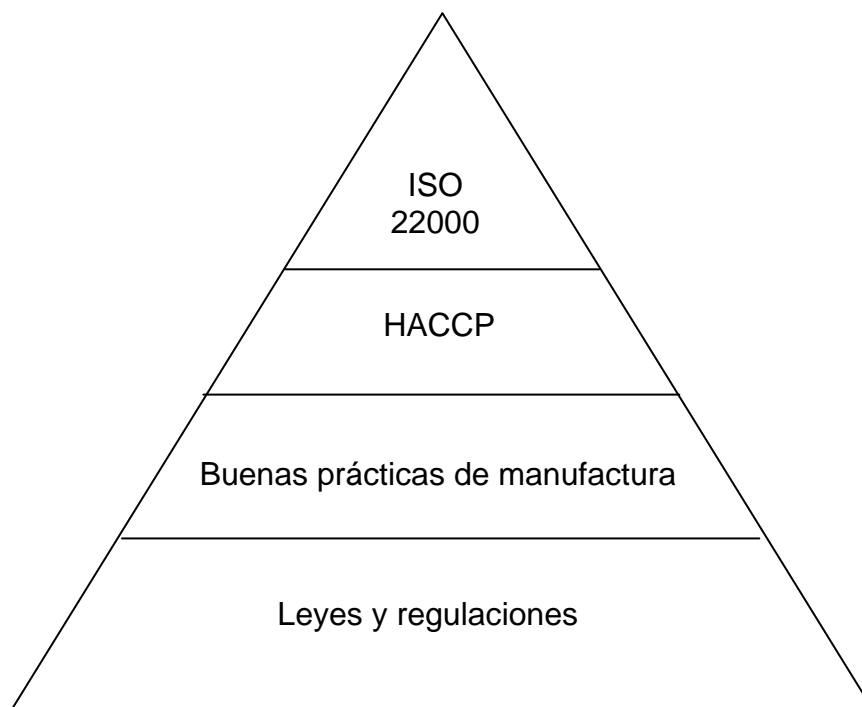 ISO
22000
HACCP
Buenas prácticas de manufactura
Leyes y regulaciones